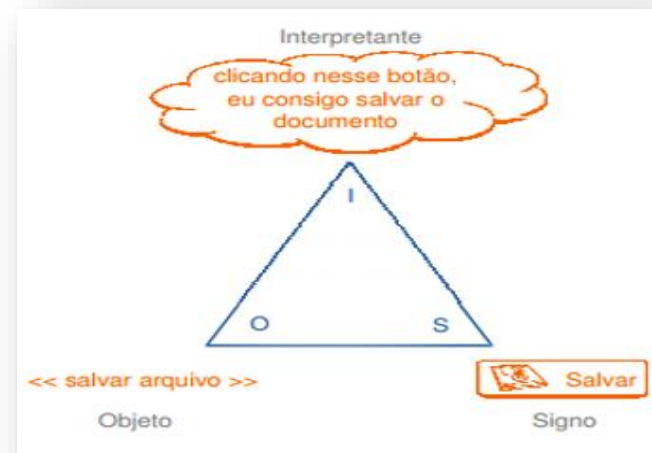 Interpretante
clicando nesse botão,
eu consigo salvar o
documento
I
O
S
<< salvar arquivo >>
Salvar
Objeto
Signo